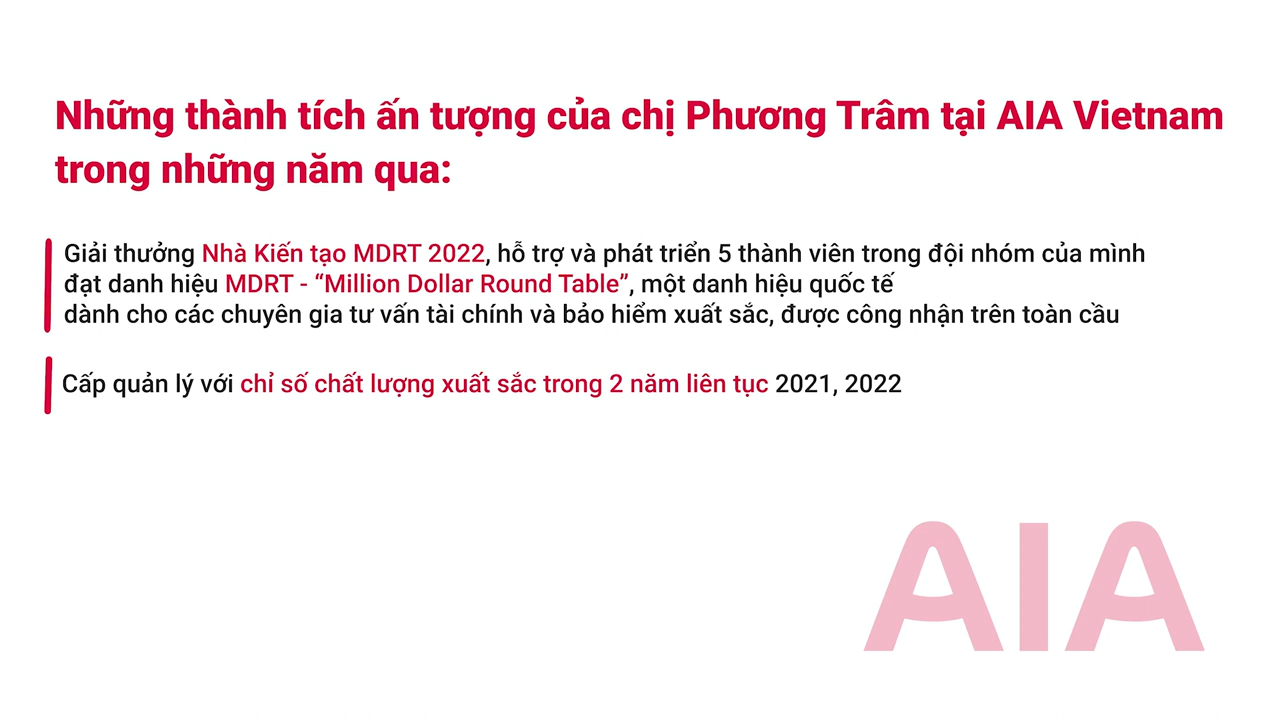 Những thành tích ấn tượng của chị Phương Trâm tại AIA Vietnam
trong những năm qua:
Giải thưởng Nhà Kiến tạo MDRT 2022, hỗ trợ và phát triển 5 thành viên trong đội nhóm của mình
đạt danh hiệu MDRT - “Million Dollar Round Table”, một danh hiệu quốc tế
dành cho các chuyên gia tư vấn tài chính và bảo hiểm xuất sắc, được công nhận trên toàn cầu
Cấp quản lý với chỉ số chất lượng xuất sắc trong 2 năm liên tục 2021, 2022
AIA